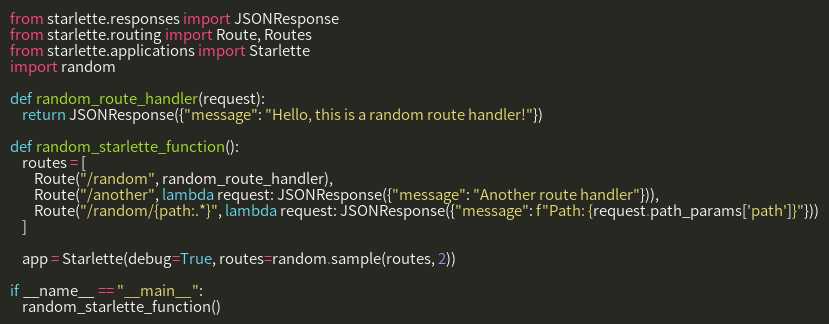 from starlette.responses import JSONResponse
from starlette.routing import Route, Routes
from starlette.applications import Starlette
import random

def random_route_handler(request):
    return JSONResponse({"message": "Hello, this is a random route handler!"})

def random_starlette_function():
    routes = [
        Route("/random", random_route_handler),
        Route("/another", lambda request: JSONResponse({"message": "Another route handler"})),
        Route("/random/{path:.*}", lambda request: JSONResponse({"message": f"Path: {request.path_params['path']}"}))
    ]

    app = Starlette(debug=True, routes=random.sample(routes, 2))

if __name__ == "__main__":
    random_starlette_function()